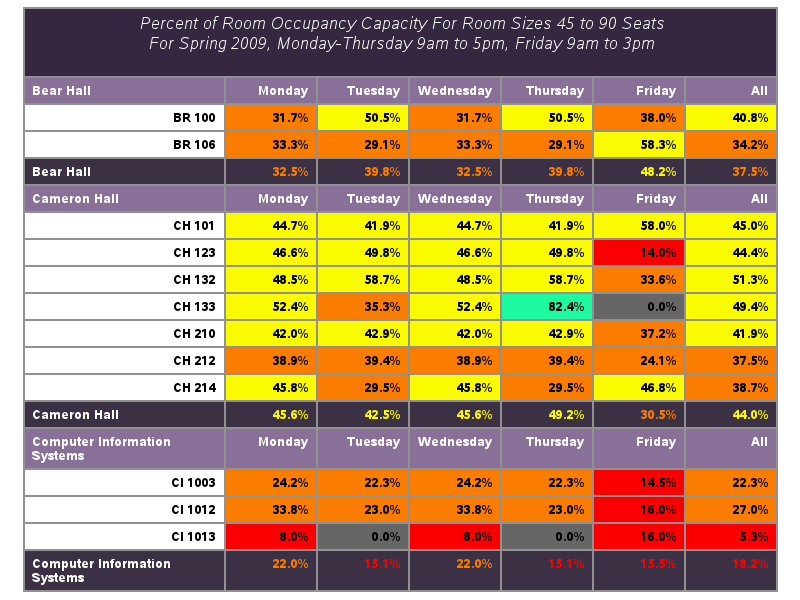 Percent of Room Occupancy Capacity For Room Sizes 45 to 90 Seats
For Spring 2009, Monday-Thursday 9am to 5pm, Friday 9am to 3pm
Bear Hall Monday Tuesday Wednesday Thursday Friday All
BR 100 31.7% 50.5% 31.7% 50.5% 38.0% 40.8%
BR 106 33.3% 29.1% 33.3% 29.1% 58.3% 34.2%
Bear Hall 32.5% 39.8% 32.5% 39.8% 48.2% 37.5%
Cameron Hall Monday Tuesday Wednesday Thursday Friday All
CH 101 44.7% 41.9% 44.7% 41.9% 58.0% 45.0%
CH 123 46.6% 49.8% 46.6% 49.8% 14.0% 44.4%
CH 132 48.5% 58.7% 48.5% 58.7% 33.6% 51.3%
CH 133 52.4% 35.3% 52.4% 82.4% 0.0% 49.4%
CH 210 42.0% 42.9% 42.0% 42.9% 37.2% 41.9%
CH 212 38.9% 39.4% 38.9% 39.4% 24.1% 37.5%
CH 214 45.8% 29.5% 45.8% 29.5% 46.8% 38.7%
Cameron Hall 45.6% 42.5% 45.6% 49.2% 30.5% 44.0%
Computer Information Monday Tuesday Wednesday Thursday Friday All
Systems
CI 1003 24.2% 22.3% 24.2% 22.3% 14.5% 22.3%
CI 1012 33.8% 23.0% 33.8% 23.0% 16.0% 27.0%
CI 1013 8.0% 0.0% 8.0% 0.0% 16.0% 5.3%
Computer Information 22.0% 15.1% 22.0% 15.1% 15.5% 18.2%
Systems